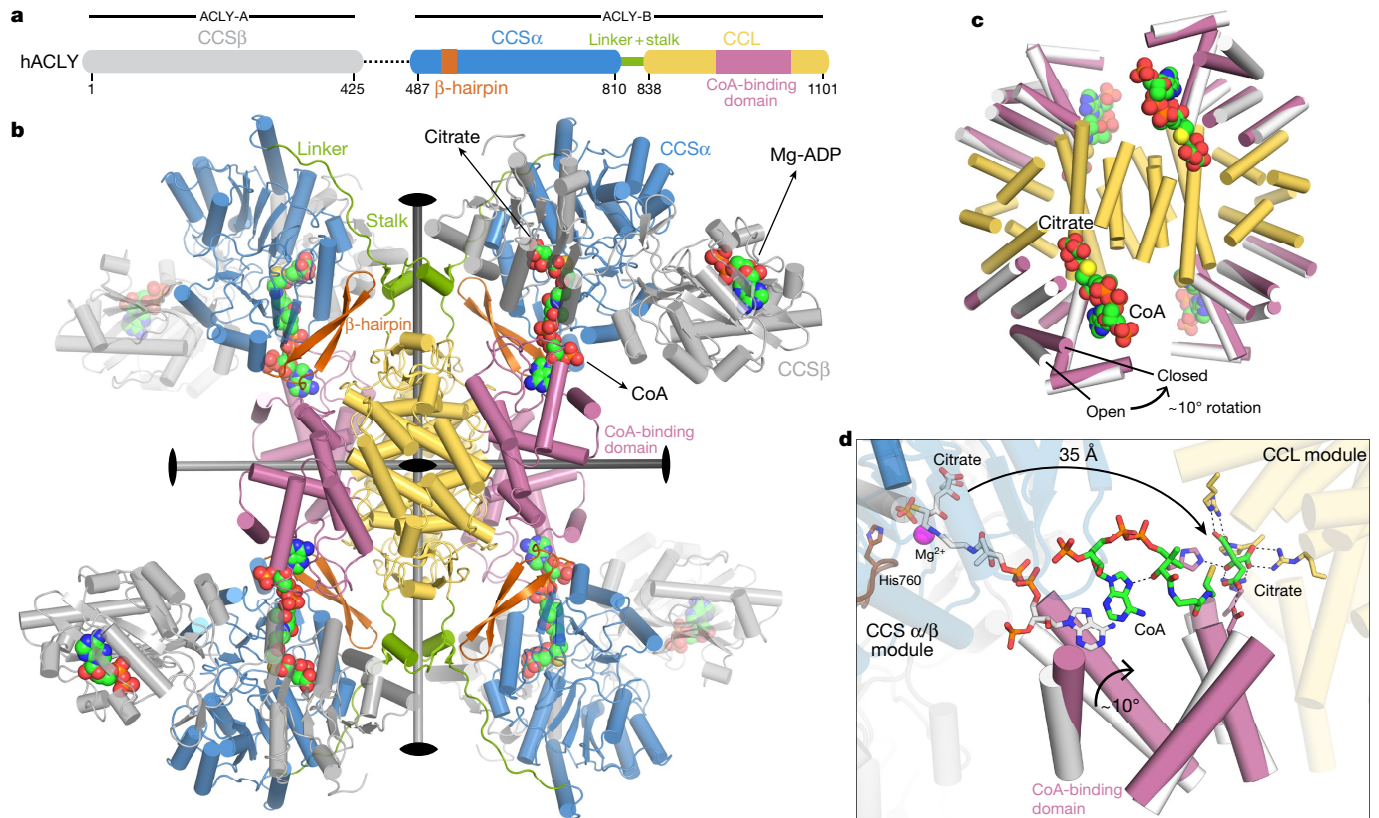 a
ACLY-A
ACLY-B
CCSβ
CCSα
Linker + stalk
CCL
hACLY
1
425
487
β-hairpin
810
838
CoA-binding
domain
1101
b
Linker
Citrate
CCSα
Mg-ADP
Stalk
β-hairpin
CCSβ
CoA
CoA-binding
domain
c
Citrate
CoA
Closed
Open
~10° rotation
d
Citrate
35 Å
CCL module
Mg2+
His760
Citrate
CoA
CCS α/β
module
~10°
CoA-binding
domain